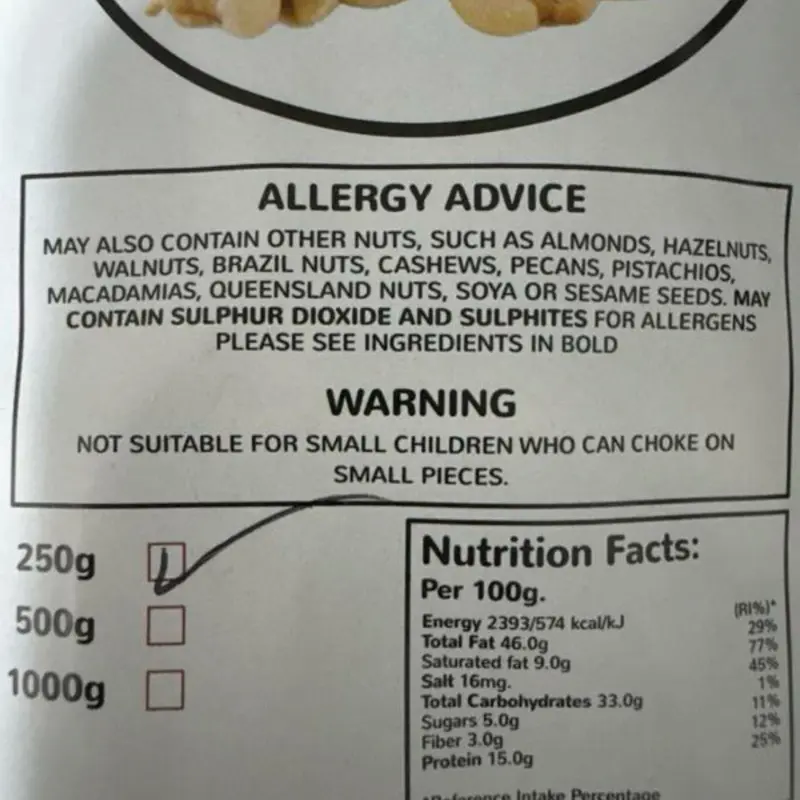 ALLERGY ADVICE
MAY ALSO CONTAIN OTHER NUTS, SUCH AS ALMONDS, HAZELNUTS,
WALNUTS, BRAZIL NUTS, CASHEWS, PECANS, PISTACHIOS,
MACADAMIAS, QUEENSLAND NUTS, SOYA OR SESAME SEEDS. MAY
CONTAIN SULPHUR DIOXIDE AND SULPHITES FOR ALLERGENS
PLEASE SEE INGREDIENTS IN BOLD
WARNING
NOT SUITABLE FOR SMALL CHILDREN WHO CAN CHOKE ON
SMALL PIECES.
250g
500g
1000g
Nutrition Facts:
Per 100g.
(RI%)*
Energy 2393/574 kcal/kJ 29%
Total Fat 46.0g 77%
Saturated fat 9.0g 45%
Salt 16mg. 1%
Total Carbohydrates 33.0g 11%
Sugars 5.0g 12%
Fiber 3.0g 25%
Protein 15.0g
*Reference Intake Percentage